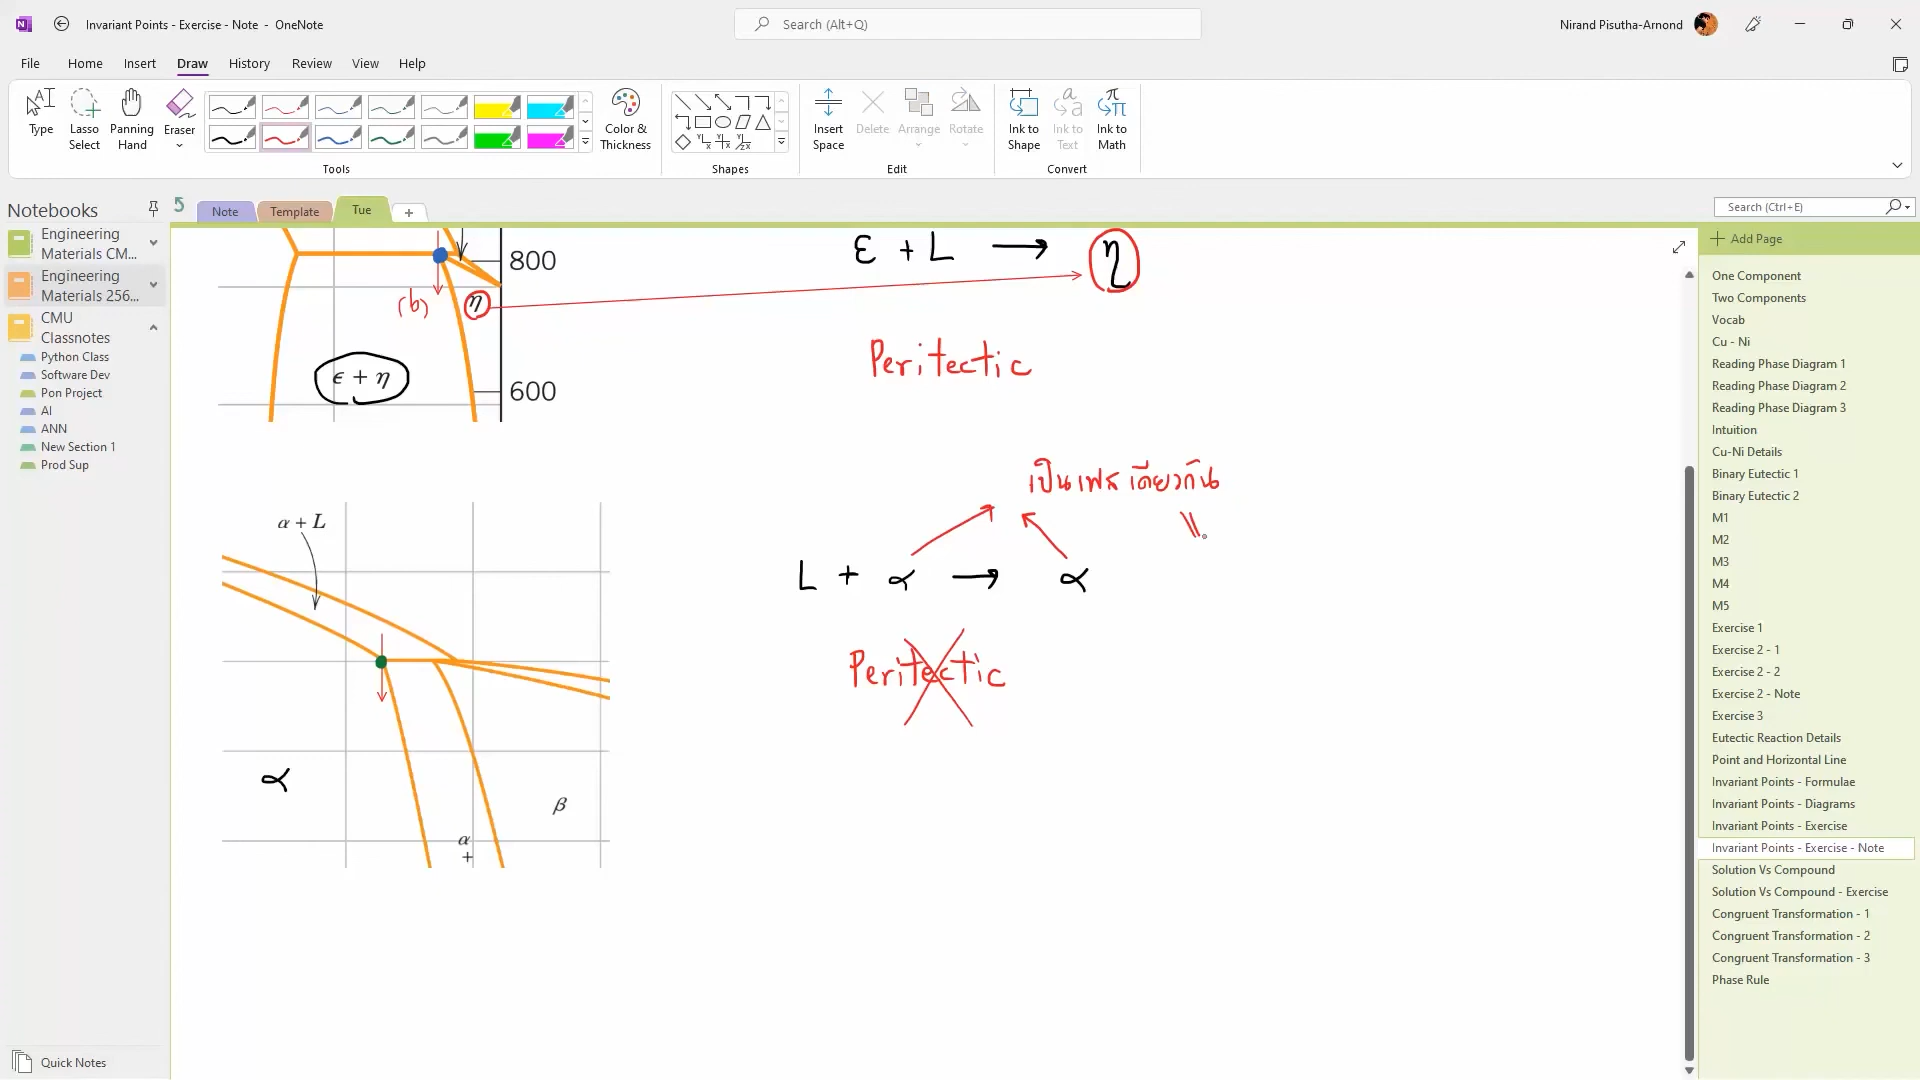 Invariant Points - Exercise - Note - OneNote
Search (Alt+Q)
Nirand Pisutha-Arnond
File Home Insert Draw History Review View Help
Type
Lasso Select
Panning Hand
Eraser
Color & Thickness
Insert Space
Delete
Arrange
Rotate
Ink to Shape
Ink to Text
Ink to Math
Tools
Shapes
Edit
Convert
Notebooks
Note
Template
Tue
Search (Ctrl+E)
Engineering
Materials CM...
Engineering
Materials 256...
CMU
Classnotes
Python Class
Software Dev
Pon Project
AI
ANN
New Section 1
Prod Sup
Quick Notes
800
(b)
η
ϵ + η
600
ε + L → η
Peritectic
α + L
α
β
α
+
เป็นเฟสเดียวกัน
L + α → α
Peritectic
Add Page
One Component
Two Components
Vocab
Cu - Ni
Reading Phase Diagram 1
Reading Phase Diagram 2
Reading Phase Diagram 3
Intuition
Cu-Ni Details
Binary Eutectic 1
Binary Eutectic 2
M1
M2
M3
M4
M5
Exercise 1
Exercise 2 - 1
Exercise 2 - 2
Exercise 2 - Note
Exercise 3
Eutectic Reaction Details
Point and Horizontal Line
Invariant Points - Formulae
Invariant Points - Diagrams
Invariant Points - Exercise
Invariant Points - Exercise - Note
Solution Vs Compound
Solution Vs Compound - Exercise
Congruent Transformation - 1
Congruent Transformation - 2
Congruent Transformation - 3
Phase Rule